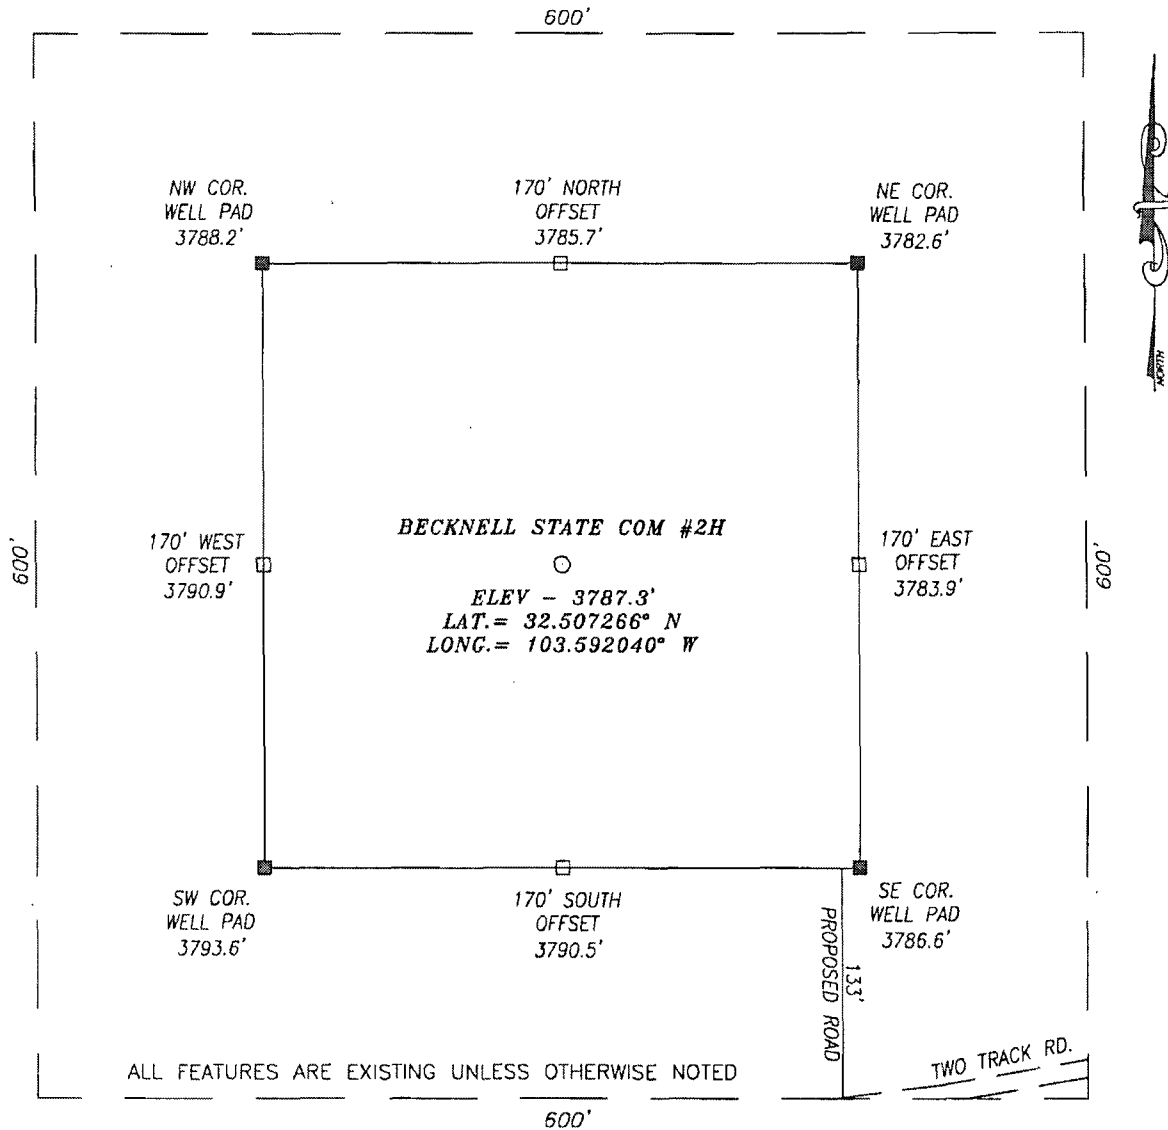 600'
NW COR.
WELL PAD
3788.2'
170' NORTH
OFFSET
3785.7'
NE COR.
WELL PAD
3782.6'
NORTH
600'
170' WEST
OFFSET
3790.9'
BECKNELL STATE COM #2H
ELEV - 3787.3'
LAT.= 32.507266° N
LONG.= 103.592040° W
170' EAST
OFFSET
3783.9'
600'
SW COR.
WELL PAD
3793.6'
170' SOUTH
OFFSET
3790.5'
PROPOSED ROAD
133'
SE COR.
WELL PAD
3786.6'
TWO TRACK RD.
ALL FEATURES ARE EXISTING UNLESS OTHERWISE NOTED
600'